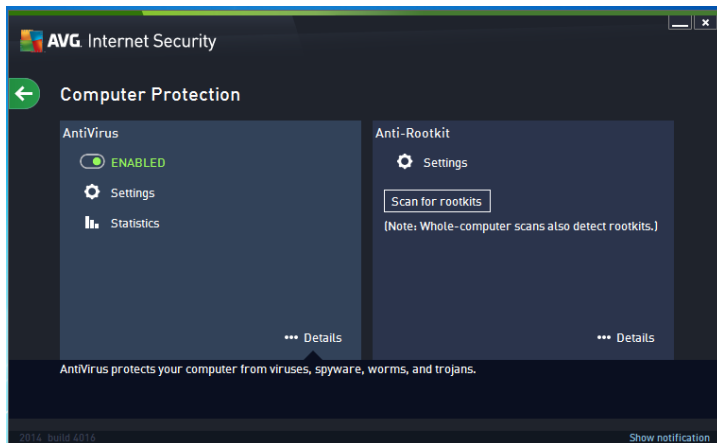 AVG. Internet Security
Computer Protection
AntiVirus
ENABLED
Settings
Statistics
••• Details
Anti-Rootkit
Settings
Scan for rootkits
(Note: Whole-computer scans also detect rootkits.)
••• Details
AntiVirus protects your computer from viruses, spyware, worms, and trojans.
2014 build 4016
Show notification